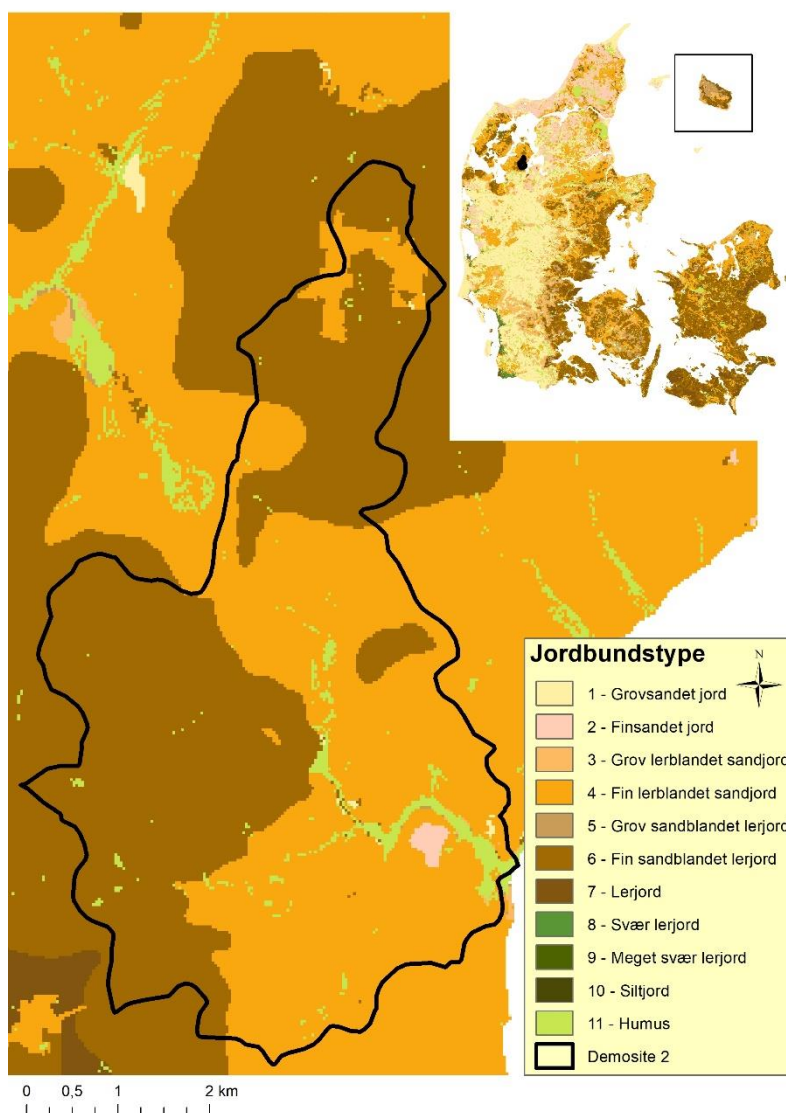 Jordbundstype
N
1 - Grovsandet jord
2 - Finsandet jord
3 - Grov lerblandet sandjord
4 - Fin lerblandet sandjord
5 - Grov sandblandet lerjord
6 - Fin sandblandet lerjord
7 - Lerjord
8 - Svær lerjord
9 - Meget svær lerjord
10 - Siltjord
11 - Humus
Demosite 2
0 0,5 1 2 km